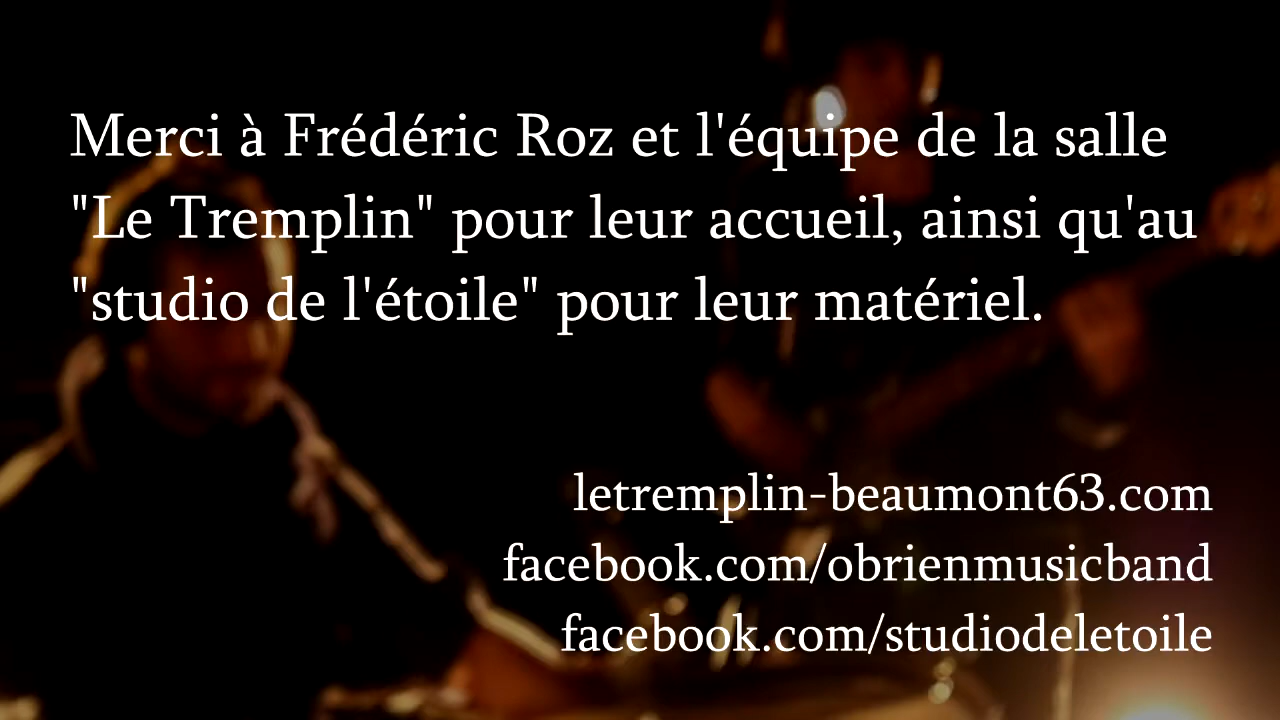 Merci à Frédéric Roz et l'équipe de la salle
"Le Tremplin" pour leur accueil, ainsi qu'au
"studio de l'étoile" pour leur matériel.
letremplin-beaumont63.com
facebook.com/obrienmusicband
facebook.com/studiodeletoile